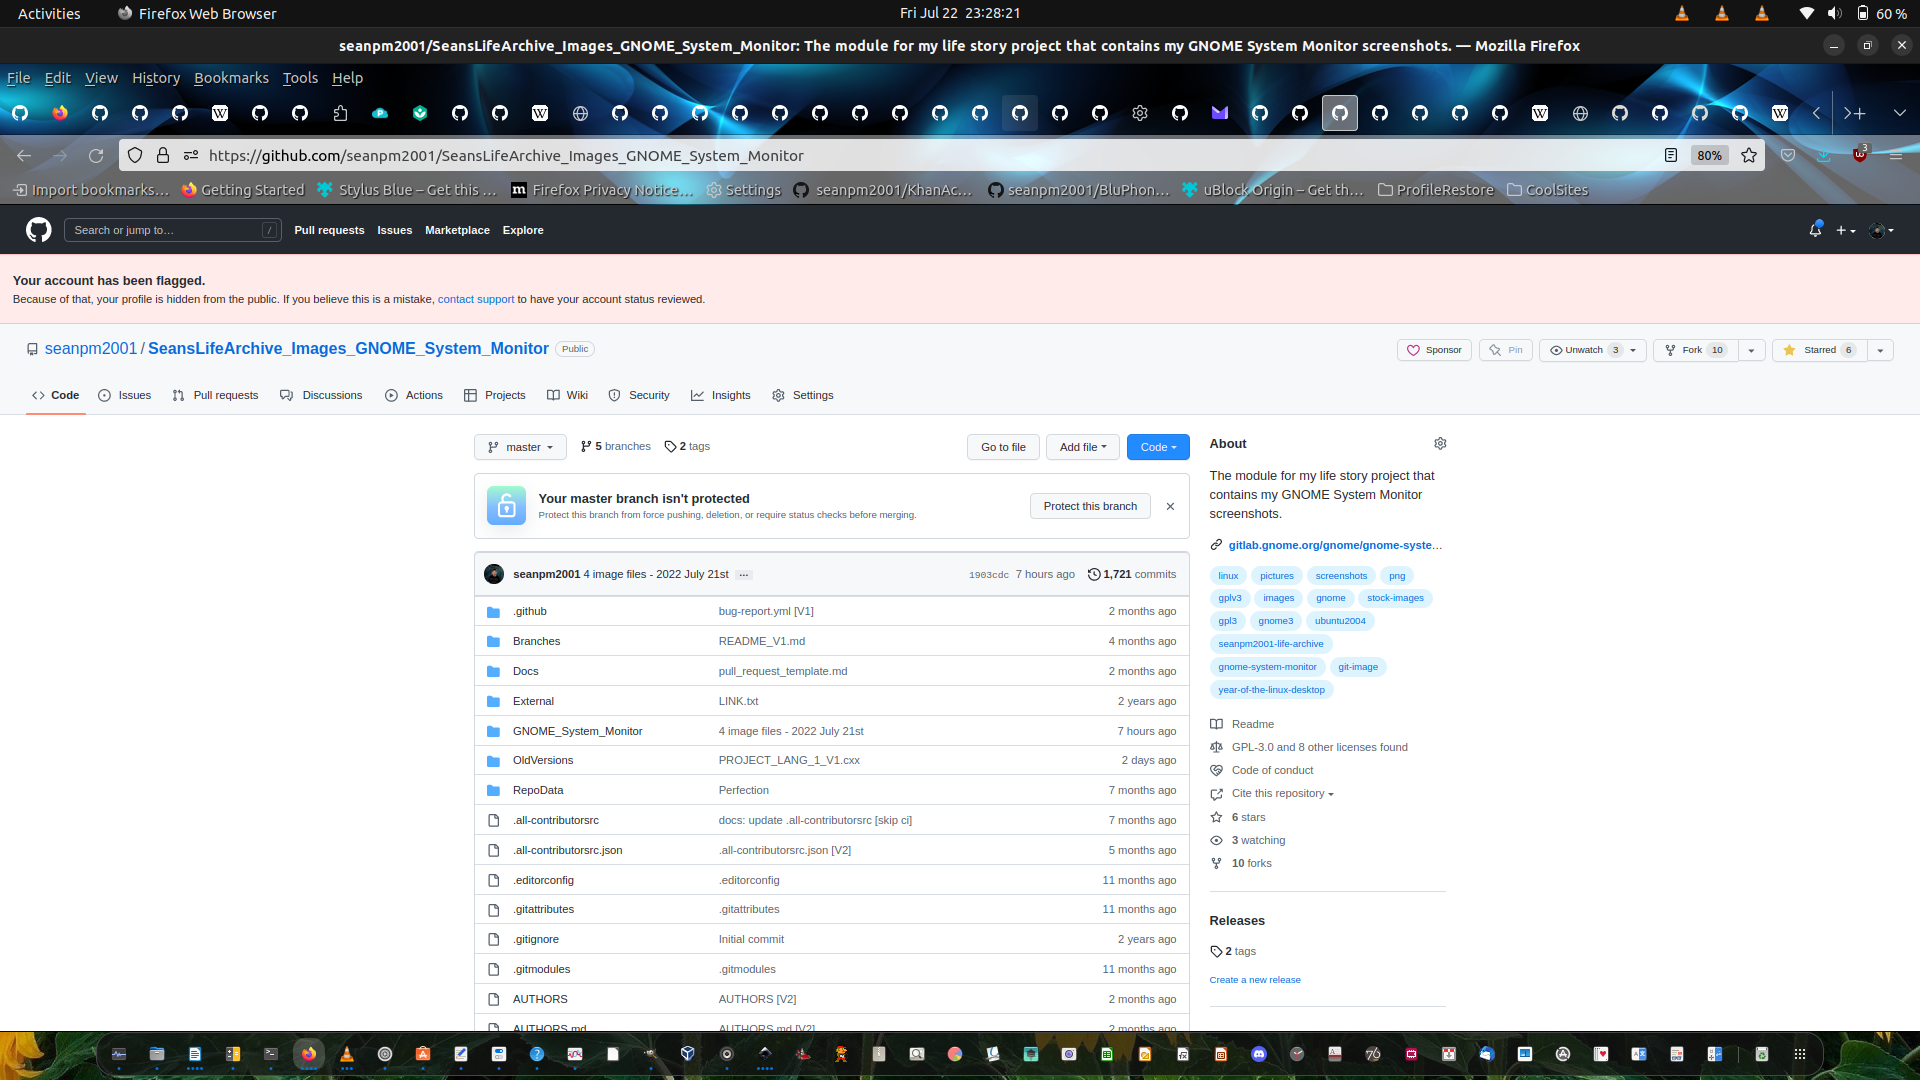 Activities
Firefox Web Browser
Fri Jul 22 23:28:21
60 %
seanpm2001/SeansLifeArchive_Images_GNOME_System_Monitor: The module for my life story project that contains my GNOME System Monitor screenshots. — Mozilla Firefox
File Edit View History Bookmarks Tools Help
https://github.com/seanpm2001/SeansLifeArchive_Images_GNOME_System_Monitor
80%
3
Import bookmarks…
Getting Started
Stylus Blue – Get this …
Firefox Privacy Notice…
Settings
seanpm2001/KhanAc…
seanpm2001/BluPhon…
uBlock Origin – Get th…
ProfileRestore
CoolSites
Search or jump to… /
Pull requests Issues Marketplace Explore
Your account has been flagged.
Because of that, your profile is hidden from the public. If you believe this is a mistake, contact support to have your account status reviewed.
seanpm2001 / SeansLifeArchive_Images_GNOME_System_Monitor Public
Sponsor
Pin
Unwatch 3
Fork 10
Starred 6
Code Issues Pull requests Discussions Actions Projects Wiki Security Insights Settings
master
5 branches
2 tags
Go to file
Add file
Code
Your master branch isn't protected
Protect this branch from force pushing, deletion, or require status checks before merging.
Protect this branch
seanpm2001 4 image files - 2022 July 21st … 1903cdc 7 hours ago 1,721 commits
.github bug-report.yml [V1] 2 months ago
Branches README_V1.md 4 months ago
Docs pull_request_template.md 2 months ago
External LINK.txt 2 years ago
GNOME_System_Monitor 4 image files - 2022 July 21st 7 hours ago
OldVersions PROJECT_LANG_1_V1.cxx 2 days ago
RepoData Perfection 7 months ago
.all-contributorsrc docs: update .all-contributorsrc [skip ci] 7 months ago
.all-contributorsrc.json .all-contributorsrc.json [V2] 5 months ago
.editorconfig .editorconfig 11 months ago
.gitattributes .gitattributes 11 months ago
.gitignore Initial commit 2 years ago
.gitmodules .gitmodules 11 months ago
AUTHORS AUTHORS [V2] 2 months ago
AUTHORS.md AUTHORS.md [V2] 2 months ago
About
The module for my life story project that
contains my GNOME System Monitor
screenshots.
gitlab.gnome.org/gnome/gnome-syste…
linux pictures screenshots png
gplv3 images gnome stock-images
gpl3 gnome3 ubuntu2004
seanpm2001-life-archive
gnome-system-monitor git-image
year-of-the-linux-desktop
Readme
GPL-3.0 and 8 other licenses found
Code of conduct
Cite this repository
6 stars
3 watching
10 forks
Releases
2 tags
Create a new release